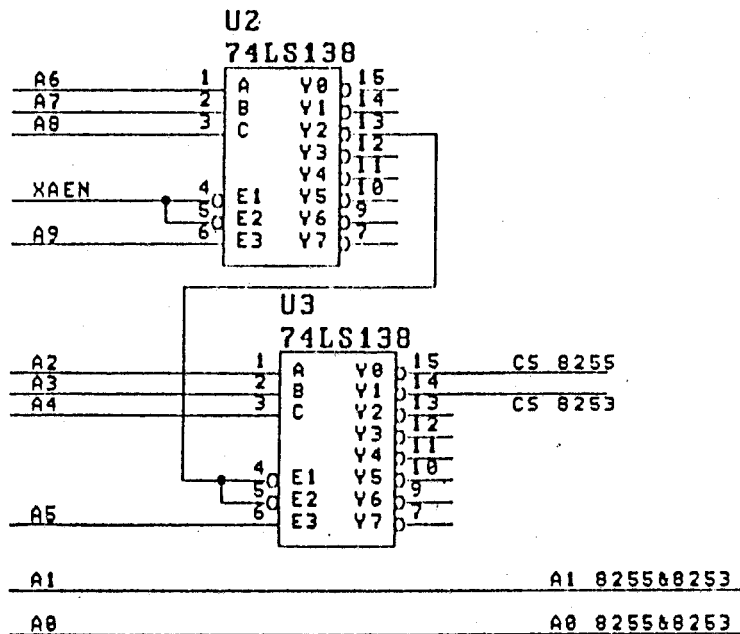 U2
74LS138
A6 1 A Y0 15
A7 2 B Y1 14
A8 3 C Y2 13
Y3 12
Y4 11
XAEN 4 E1 Y5 10
5 E2 Y6 9
A9 6 E3 Y7 7
U3
74LS138
A2 1 A Y0 15 CS 8255
A3 2 B Y1 14 CS 8253
A4 3 C Y2 13
Y3 12
Y4 11
4 E1 Y5 10
5 E2 Y6 9
A5 6 E3 Y7 7
A1 A1 8255&8253
A0 A0 8255&8253